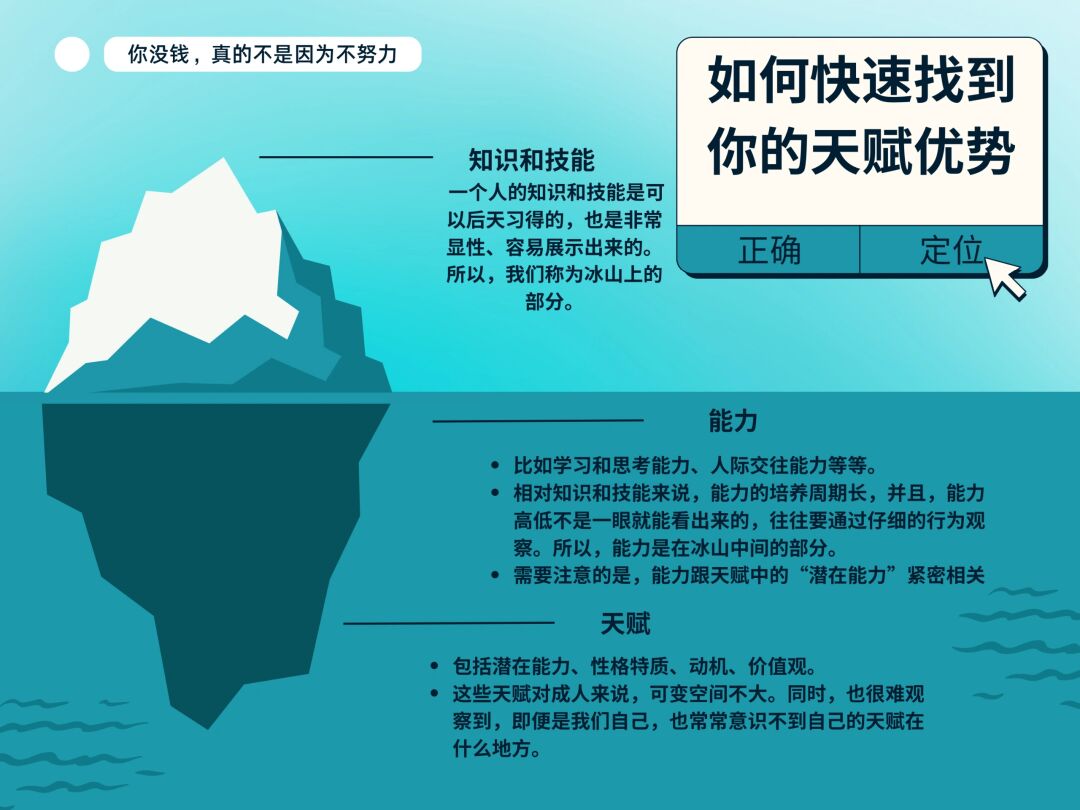 你没钱，真的不是因为不努力
如何快速找到
你的天赋优势
正确
定位
知识和技能
一个人的知识和技能是可
以后天习得的，也是非常
显性、容易展示出来的。
所以，我们称为冰山上的
部分。
能力
• 比如学习和思考能力、人际交往能力等等。
• 相对知识和技能来说，能力的培养周期长，并且，能力
高低不是一眼就能看出来的，往往要通过仔细的行为观
察。所以，能力是在冰山中间的部分。
• 需要注意的是，能力跟天赋中的“潜在能力”紧密相关
天赋
• 包括潜在能力、性格特质、动机、价值观。
• 这些天赋对成人来说，可变空间不大。同时，也很难观
察到，即便是我们自己，也常常意识不到自己的天赋在
什么地方。